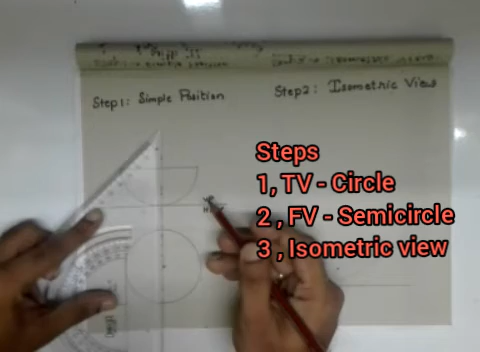 Step1: Simple Position
Step2: Isometric View
Steps
1, TV - Circle
2 , FV - Semicircle
3 , Isometric view